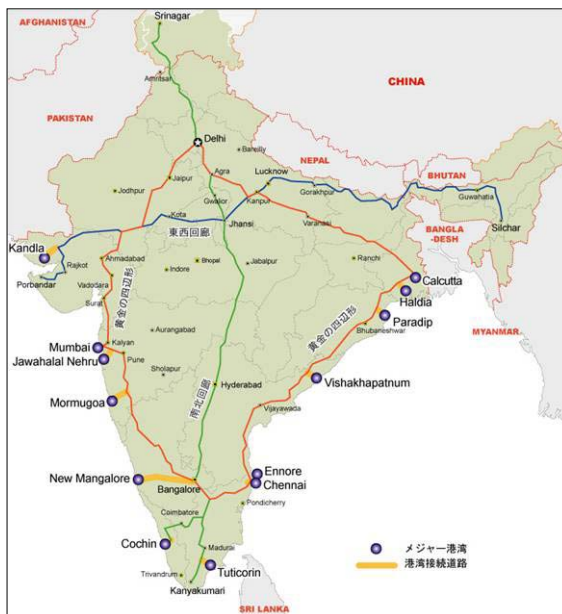 Srinagar
AFGHANISTAN
CHINA
Amritsar
PAKISTAN
Delhi
Bareilly
NEPAL
BHUTAN
Jaipur
Agra
Lucknow
Jodhpur
Gwalor
Kanpur
Gorakhpur
Guwahatia
Kota
Jhansi
Varanasi
BANGLA
-DESH
Silchar
東西回廊
Kandla
Rajkot
Ahmadabad
Bhopel
Jabalpur
Ranchi
Porbandar
Vadodara
Indore
Calcutta
Surat
黄金の四辺形
Haldia
黄金の四辺形
Paradip
MYANMAR
Bhubaneshwar
Mumbai
Kalyan
Aurangabad
Jawahalal Nehru
Pune
Sholapur
Vishakhapatnum
Hyderabad
南北回廊
Mormugoa
Vijayawada
New Mangalore
Bangalore
Ennore
Chennai
Pondicherry
Coimbatore
Cochin
Madurai
メジャー港湾
Trivandrum
Tuticorin
港湾接続道路
Kanyakumari
SRI LANKA